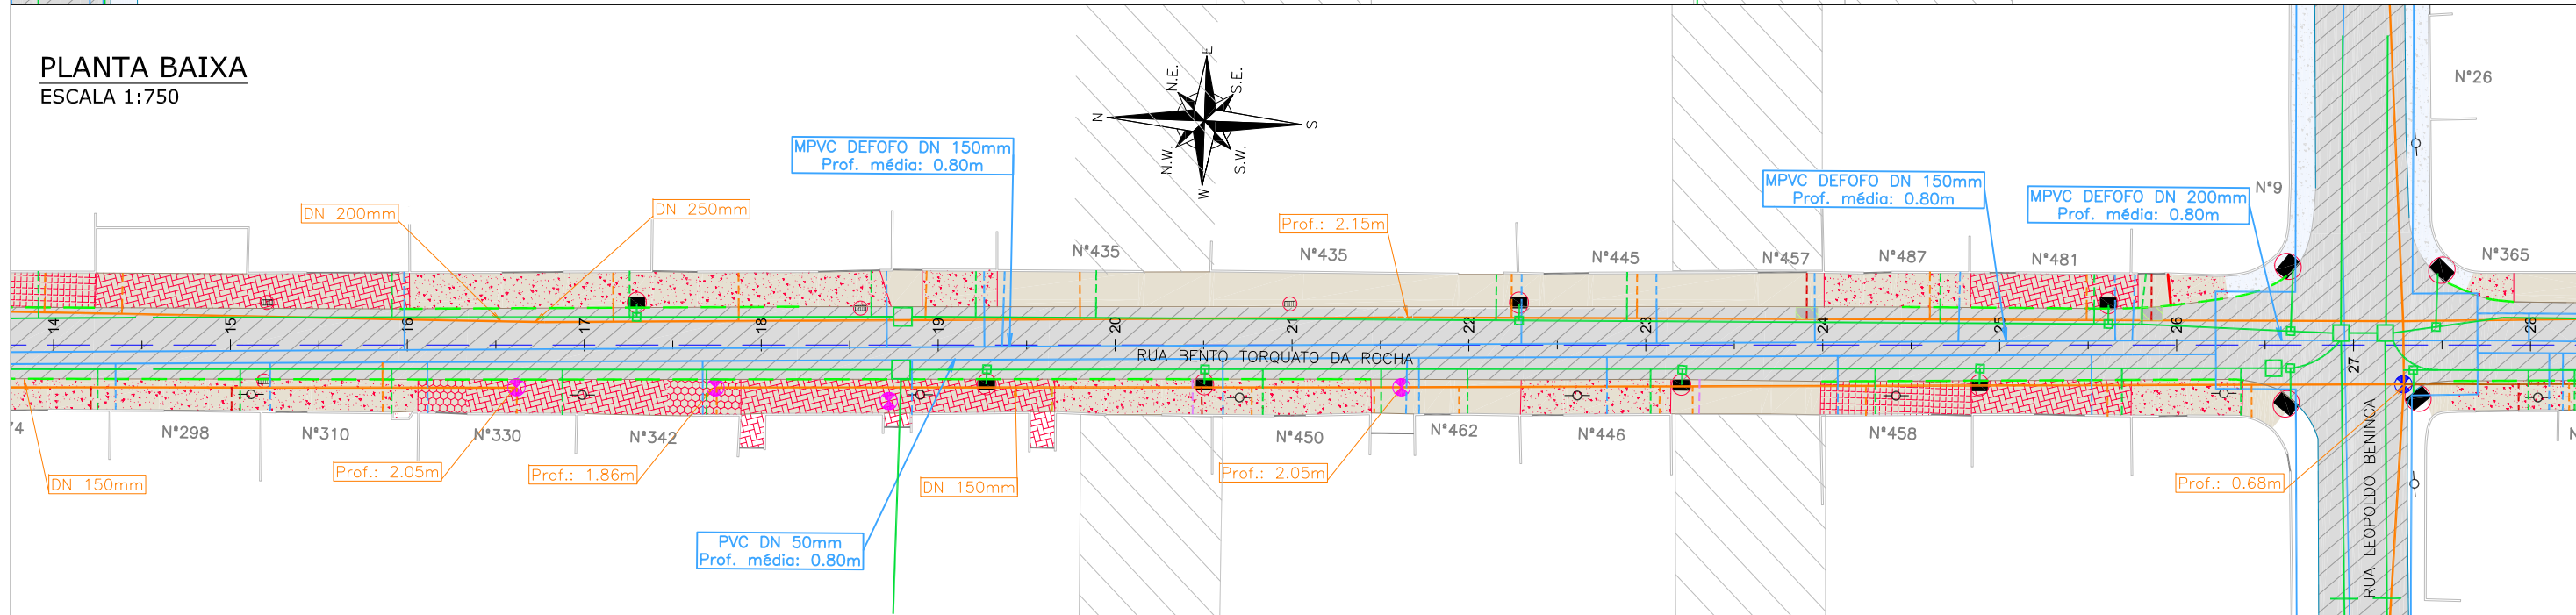 PLANTA BAIXA
ESCALA 1:750
E
N.E.
S.E.
N
S
N.W.
S.W.
W
MPVC DEFOFO DN 150mm
Prof. média: 0.80m
MPVC DEFOFO DN 150mm
Prof. média: 0.80m
MPVC DEFOFO DN 200mm
Prof. média: 0.80m
DN 200mm
DN 250mm
Prof.: 2.15m
N°26
N°9
N°435
N°435
N°445
N°457
N°487
N°481
N°365
14
15
16
17
18
19
20
21
22
23
24
25
26
27
28
RUA BENTO TORQUATO DA ROCHA
RUA LEOPOLDO BENINCA
74
N°298
N°310
N°330
N°342
N°450
N°462
N°446
N°458
N
DN 150mm
Prof.: 2.05m
Prof.: 1.86m
DN 150mm
Prof.: 2.05m
Prof.: 0.68m
PVC DN 50mm
Prof. média: 0.80m